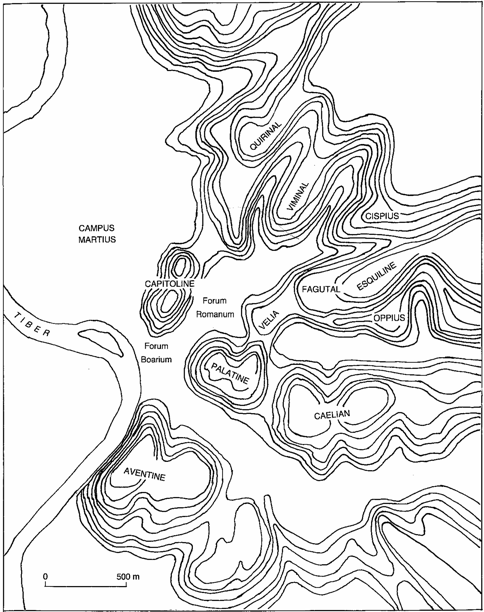 QUIRINAL
VIMINAL
CISPIUS
CAMPUS
MARTIUS
CAPITOLINE
FAGUTAL
ESQUILINE
Forum
Romanum
VELIA
OPPIUS
TIBER
Forum
Boarium
PALATINE
CAELIAN
AVENTINE
0
500 m